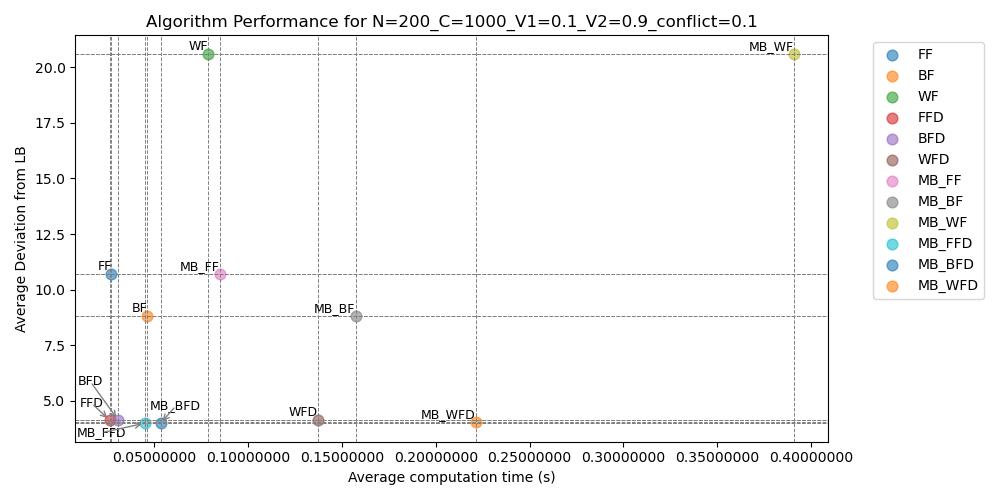 Algorithm Performance for N=200_C=1000_V1=0.1_V2=0.9_conflict=0.1
Average Deviation from LB
20.0
17.5
15.0
12.5
10.0
7.5
5.0
WF
MB_WF
FF
MB_FF
BF
MB_BF
BFD
FFD
MB_BFD
WFD
MB_WFD
MB_FFD
0.05000000
0.10000000
0.15000000
0.20000000
0.25000000
0.30000000
0.35000000
0.40000000
Average computation time (s)
FF
BF
WF
FFD
BFD
WFD
MB_FF
MB_BF
MB_WF
MB_FFD
MB_BFD
MB_WFD